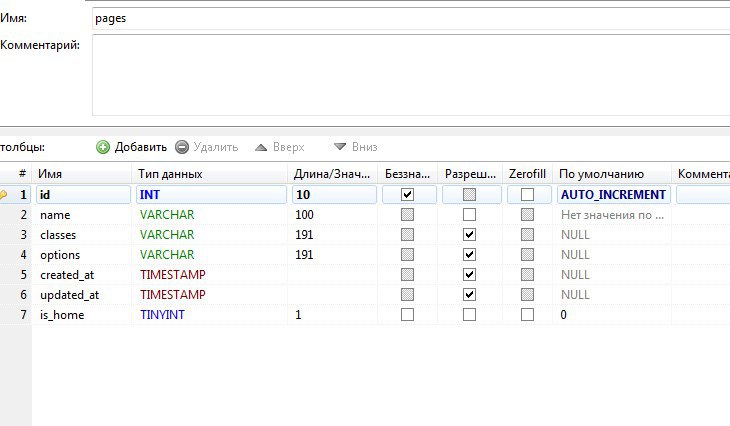 Имя: pages
Комментарий:
толбцы: Добавить Удалить Вверх Вниз
# Имя Тип данных Длина/Знач... Беззна... Разреш... Zerofill По умолчанию Коммента
1 id INT 10 AUTO_INCREMENT
2 name VARCHAR 100 Нет значения по ...
3 classes VARCHAR 191 NULL
4 options VARCHAR 191 NULL
5 created_at TIMESTAMP NULL
6 updated_at TIMESTAMP NULL
7 is_home TINYINT 1 0